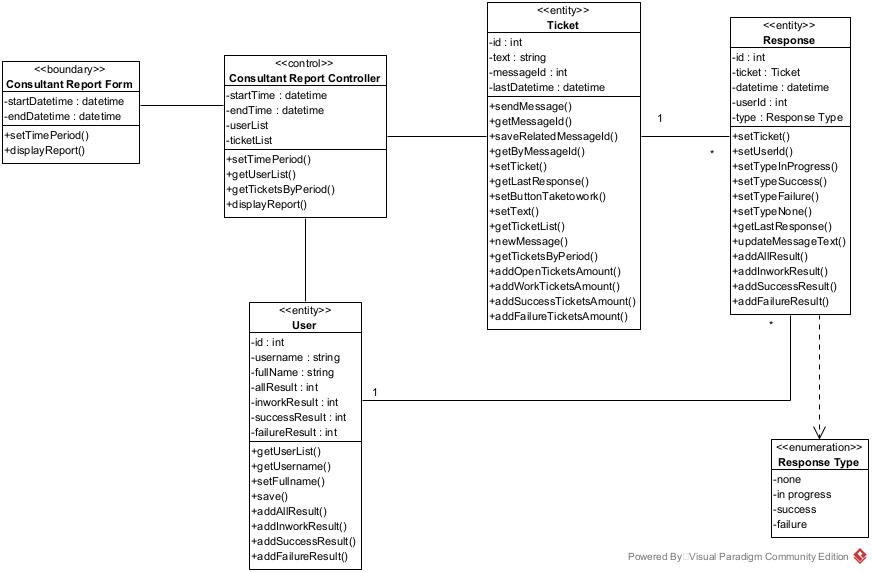 <<boundary>>
Consultant Report Form
-startDatetime : datetime
-endDatetime : datetime
+setTimePeriod()
+displayReport()
<<control>>
Consultant Report Controller
-startTime : datetime
-endTime : datetime
-userList
-ticketList
+setTimePeriod()
+getUserList()
+getTicketsByPeriod()
+displayReport()
<<entity>>
Ticket
-id : int
-text : string
-messageId : int
-lastDatetime : datetime
+sendMessage()
+getMessageId()
+saveRelatedMessageId()
+getByMessageId()
+setTicket()
+getLastResponse()
+setButtonTaketowork()
+setText()
+getTicketList()
+newMessage()
+getTicketsByPeriod()
+addOpenTicketsAmount()
+addWorkTicketsAmount()
+addSuccessTicketsAmount()
+addFailureTicketsAmount()
1
*
<<entity>>
Response
-id : int
-ticket : Ticket
-datetime : datetime
-userId : int
-type : Response Type
+setTicket()
+setUserId()
+setTypeInProgress()
+setTypeSuccess()
+setTypeFailure()
+setTypeNone()
+getLastResponse()
+updateMessageText()
+addAllResult()
+addInworkResult()
+addSuccessResult()
+addFailureResult()
*
<<entity>>
User
-id : int
-username : string
-fullName : string
-allResult : int
-inworkResult : int
-successResult : int
-failureResult : int
+getUserList()
+getUsername()
+setFullname()
+save()
+addAllResult()
+addInworkResult()
+addSuccessResult()
+addFailureResult()
1
<<enumeration>>
Response Type
-none
-in progress
-success
-failure
Powered By Visual Paradigm Community Edition